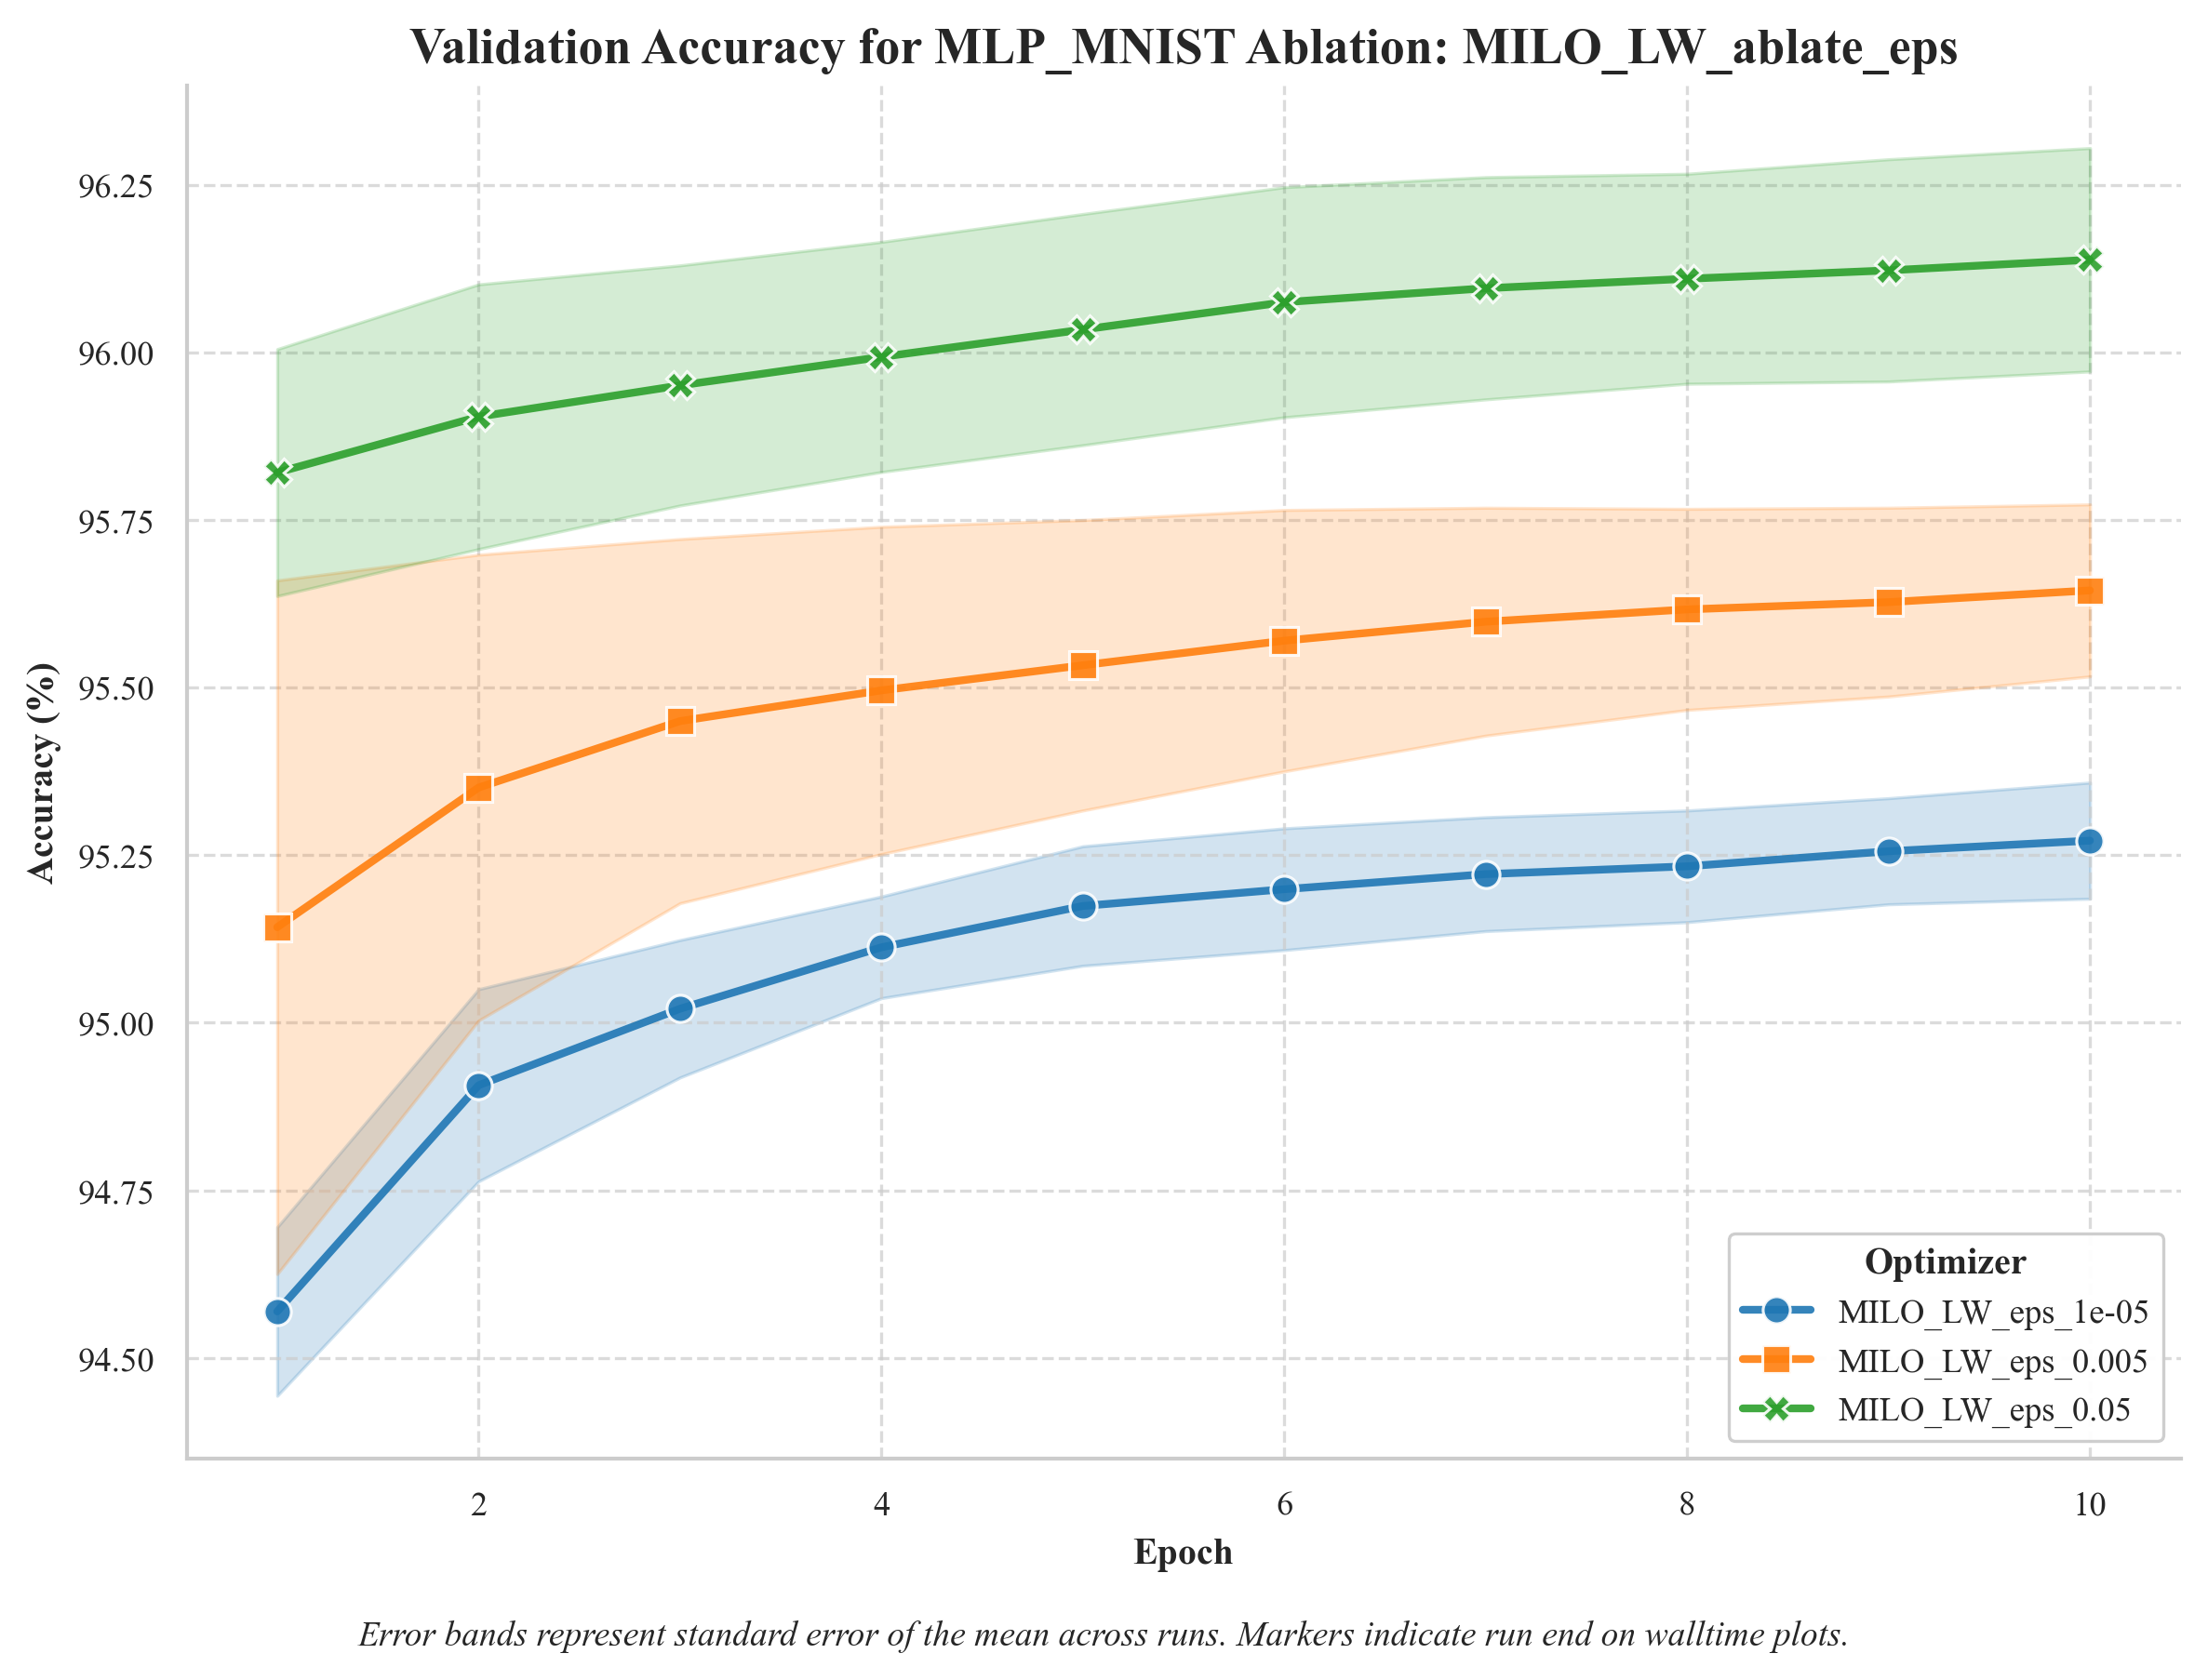 Validation Accuracy for MLP_MNIST Ablation: MILO_LW_ablate_eps
Accuracy (%)
96.25
96.00
95.75
95.50
95.25
95.00
94.75
94.50
2
4
6
8
10
Epoch
Optimizer
MILO_LW_eps_1e-05
MILO_LW_eps_0.005
MILO_LW_eps_0.05
Error bands represent standard error of the mean across runs. Markers indicate run end on walltime plots.